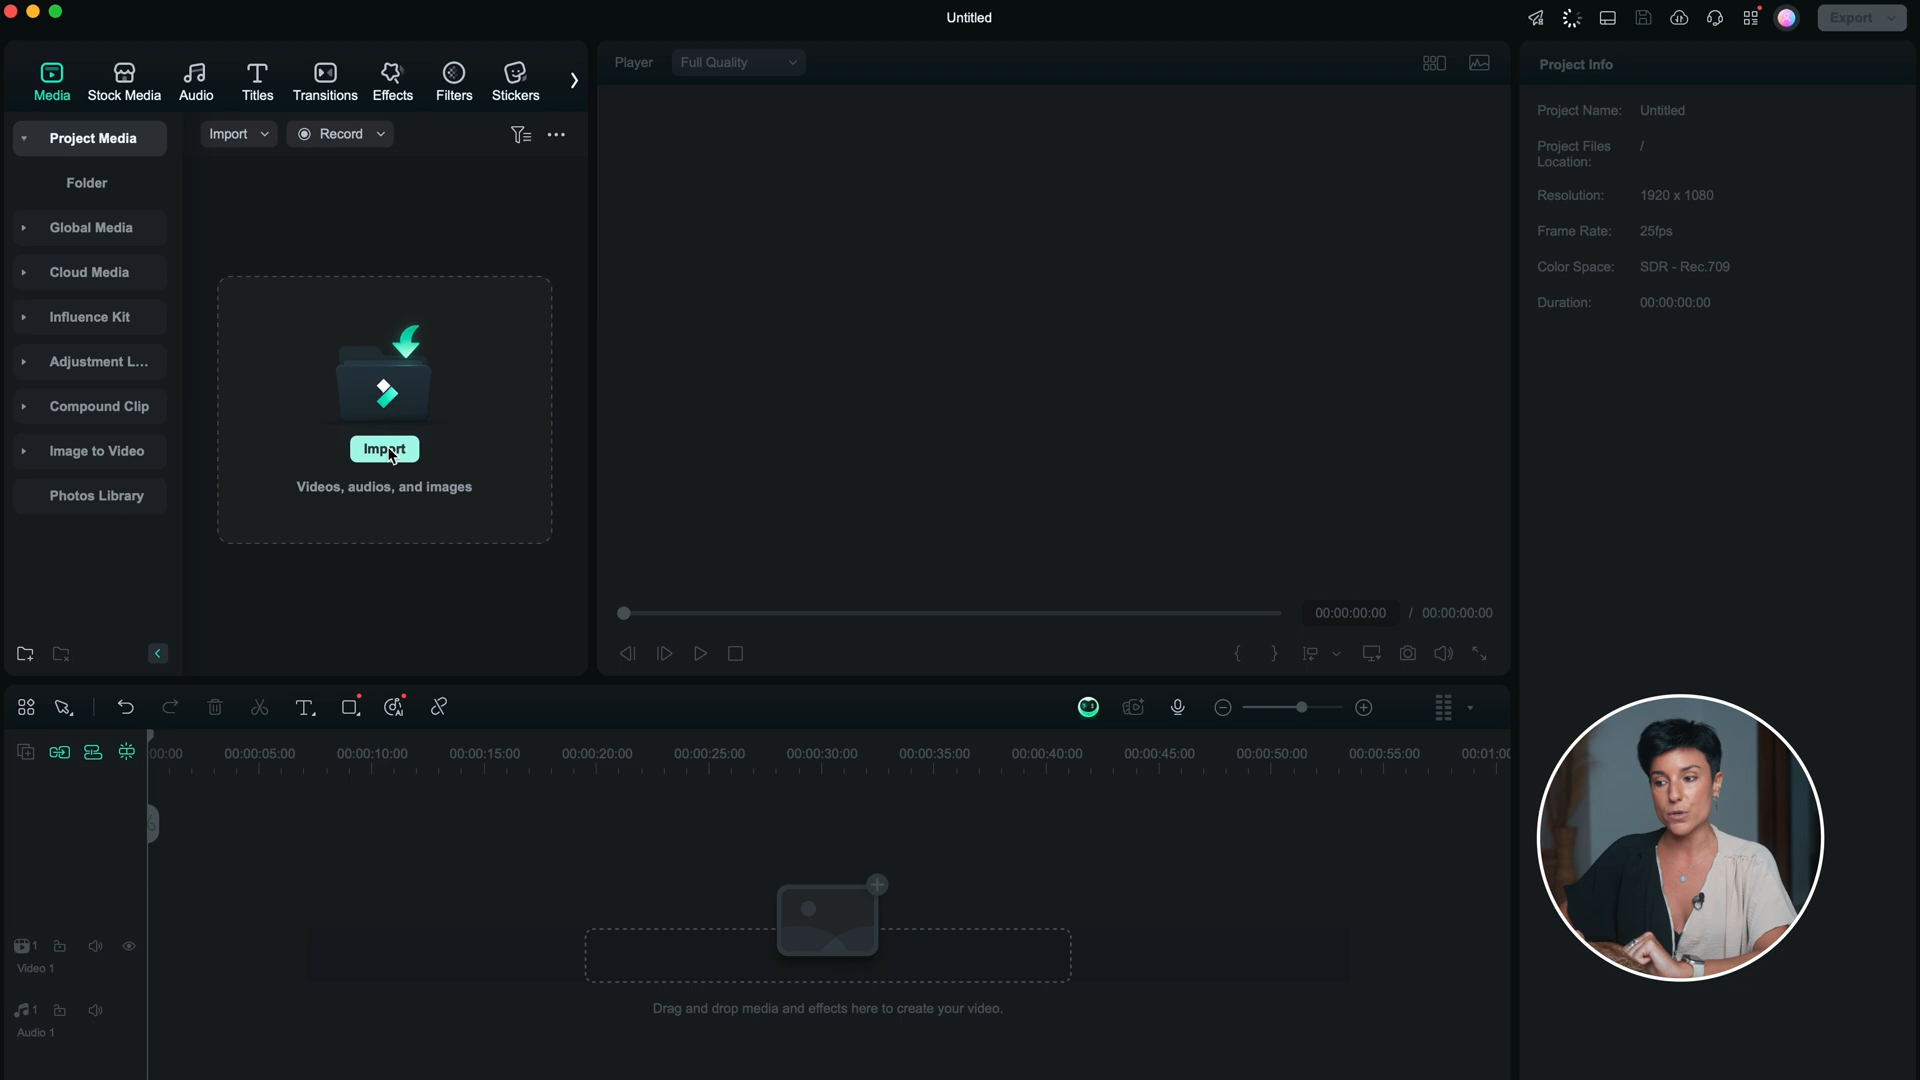 Untitled
Export
Media
Stock Media
Audio
Titles
Transitions
Effects
Filters
Stickers
Player
Full Quality
Project Info
Project Media
Import
Record
Folder
Global Media
Cloud Media
Influence Kit
Adjustment L...
Compound Clip
Image to Video
Photos Library
Import
Videos, audios, and images
Project Name: Untitled
Project Files /
Location:
Resolution: 1920 x 1080
Frame Rate: 25fps
Color Space: SDR - Rec.709
Duration: 00:00:00:00
00:00:00:00 / 00:00:00:00
AI
00:00 00:00:05:00 00:00:10:00 00:00:15:00 00:00:20:00 00:00:25:00 00:00:30:00 00:00:35:00 00:00:40:00 00:00:45:00 00:00:50:00 00:00:55:00 00:01:0
1
Video 1
1
Audio 1
Drag and drop media and effects here to create your video.